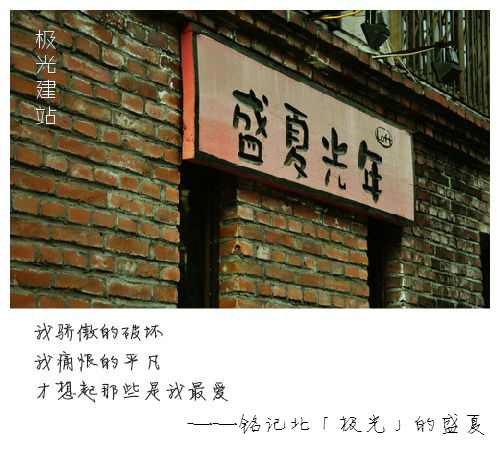 极光建站
盛夏光年
Loft
我骄傲的破坏
我痛恨的平凡
才想起那些是我最爱
——铭记北「极光」的盛夏